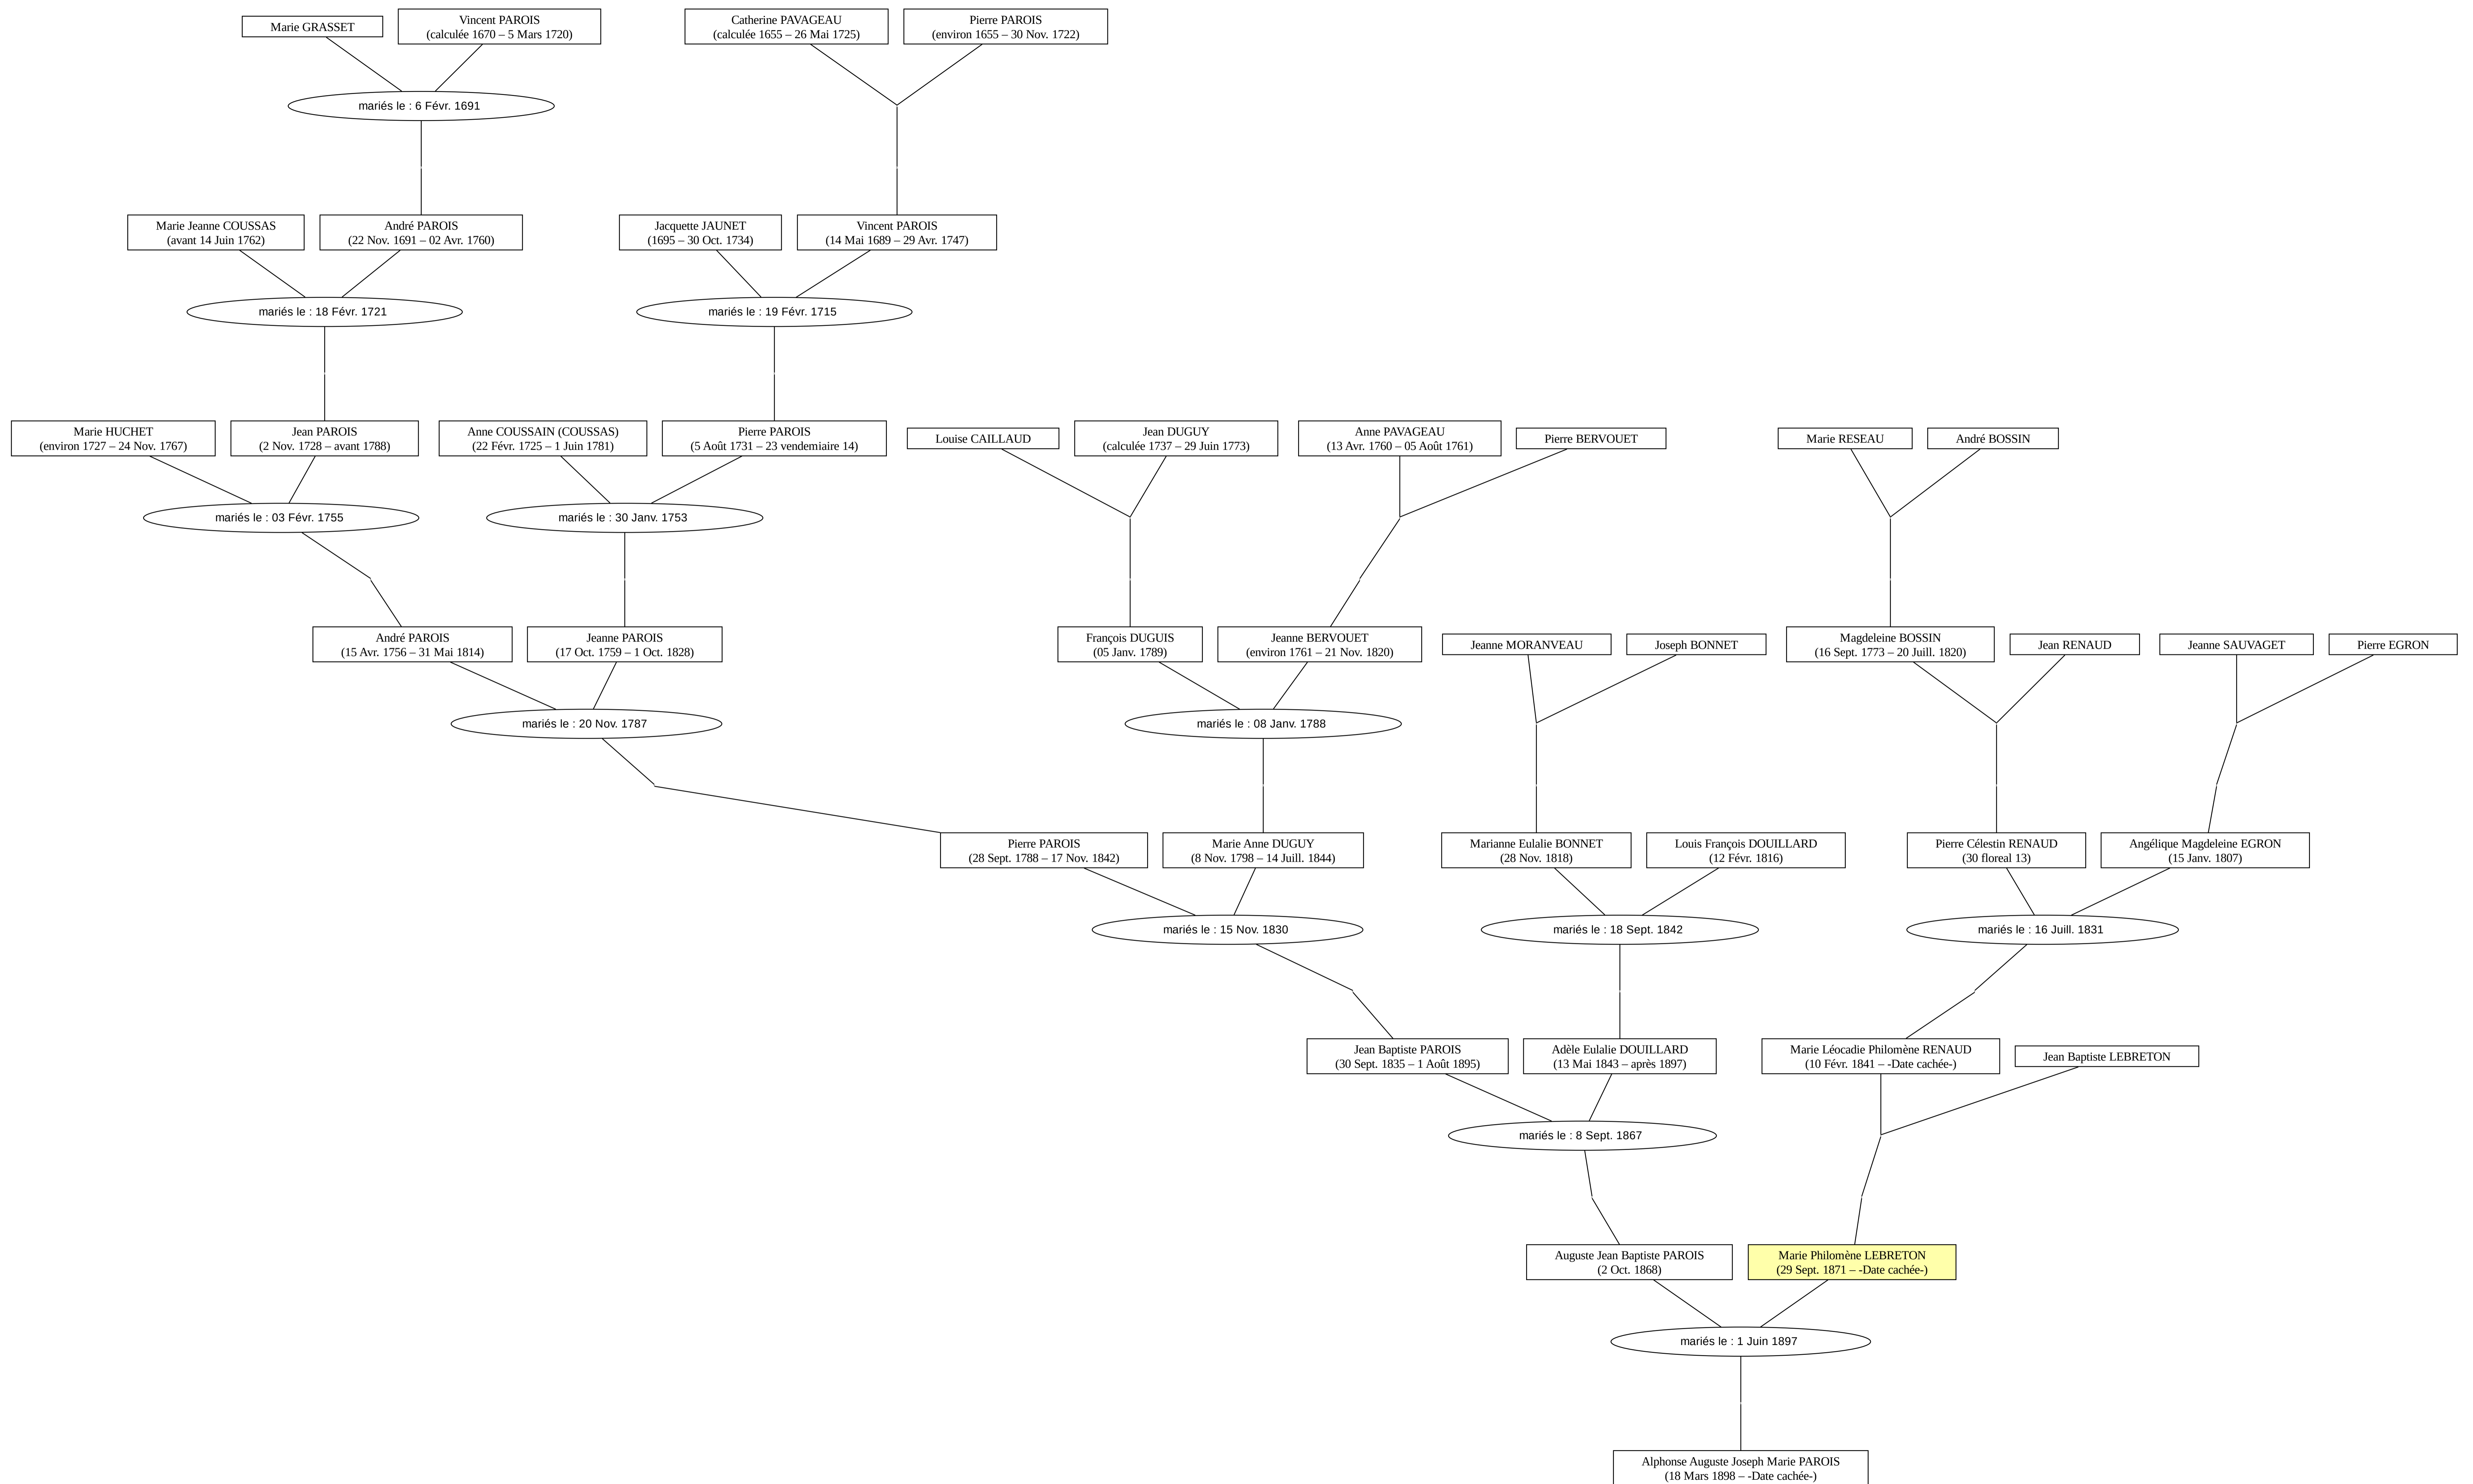 Marie GRASSET
Vincent PAROIS
(calculée 1670 – 5 Mars 1720)
Catherine PAVAGEAU
(calculée 1655 – 26 Mai 1725)
Pierre PAROIS
(environ 1655 – 30 Nov. 1722)
mariés le : 6 Févr. 1691
Marie Jeanne COUSSAS
(avant 14 Juin 1762)
André PAROIS
(22 Nov. 1691 – 02 Avr. 1760)
Jacquette JAUNET
(1695 – 30 Oct. 1734)
Vincent PAROIS
(14 Mai 1689 – 29 Avr. 1747)
mariés le : 18 Févr. 1721
mariés le : 19 Févr. 1715
Marie HUCHET
(environ 1727 – 24 Nov. 1767)
Jean PAROIS
(2 Nov. 1728 – avant 1788)
Anne COUSSAIN (COUSSAS)
(22 Févr. 1725 – 1 Juin 1781)
Pierre PAROIS
(5 Août 1731 – 23 vendemiaire 14)
Louise CAILLAUD
Jean DUGUY
(calculée 1737 – 29 Juin 1773)
Anne PAVAGEAU
(13 Avr. 1760 – 05 Août 1761)
Pierre BERVOUET
Marie RESEAU
André BOSSIN
mariés le : 03 Févr. 1755
mariés le : 30 Janv. 1753
André PAROIS
(15 Avr. 1756 – 31 Mai 1814)
Jeanne PAROIS
(17 Oct. 1759 – 1 Oct. 1828)
François DUGUIS
(05 Janv. 1789)
Jeanne BERVOUET
(environ 1761 – 21 Nov. 1820)
Jeanne MORANVEAU
Joseph BONNET
Magdeleine BOSSIN
(16 Sept. 1773 – 20 Juill. 1820)
Jean RENAUD
Jeanne SAUVAGET
Pierre EGRON
mariés le : 20 Nov. 1787
mariés le : 08 Janv. 1788
Pierre PAROIS
(28 Sept. 1788 – 17 Nov. 1842)
Marie Anne DUGUY
(8 Nov. 1798 – 14 Juill. 1844)
Marianne Eulalie BONNET
(28 Nov. 1818)
Louis François DOUILLARD
(12 Févr. 1816)
Pierre Célestin RENAUD
(30 floreal 13)
Angélique Magdeleine EGRON
(15 Janv. 1807)
mariés le : 15 Nov. 1830
mariés le : 18 Sept. 1842
mariés le : 16 Juill. 1831
Jean Baptiste PAROIS
(30 Sept. 1835 – 1 Août 1895)
Adèle Eulalie DOUILLARD
(13 Mai 1843 – après 1897)
Marie Léocadie Philomène RENAUD
(10 Févr. 1841 – -Date cachée-)
Jean Baptiste LEBRETON
mariés le : 8 Sept. 1867
Auguste Jean Baptiste PAROIS
(2 Oct. 1868)
Marie Philomène LEBRETON
(29 Sept. 1871 – -Date cachée-)
mariés le : 1 Juin 1897
Alphonse Auguste Joseph Marie PAROIS
(18 Mars 1898 – -Date cachée-)